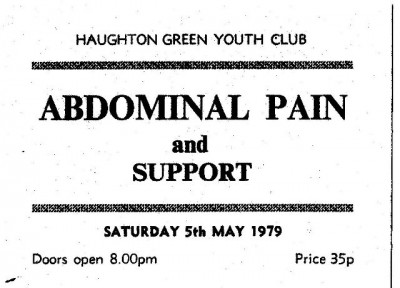 HAUGHTON GREEN YOUTH CLUB
ABDOMINAL PAIN
and
SUPPORT
SATURDAY 5th MAY 1979
Doors open 8.00pm Price 35p